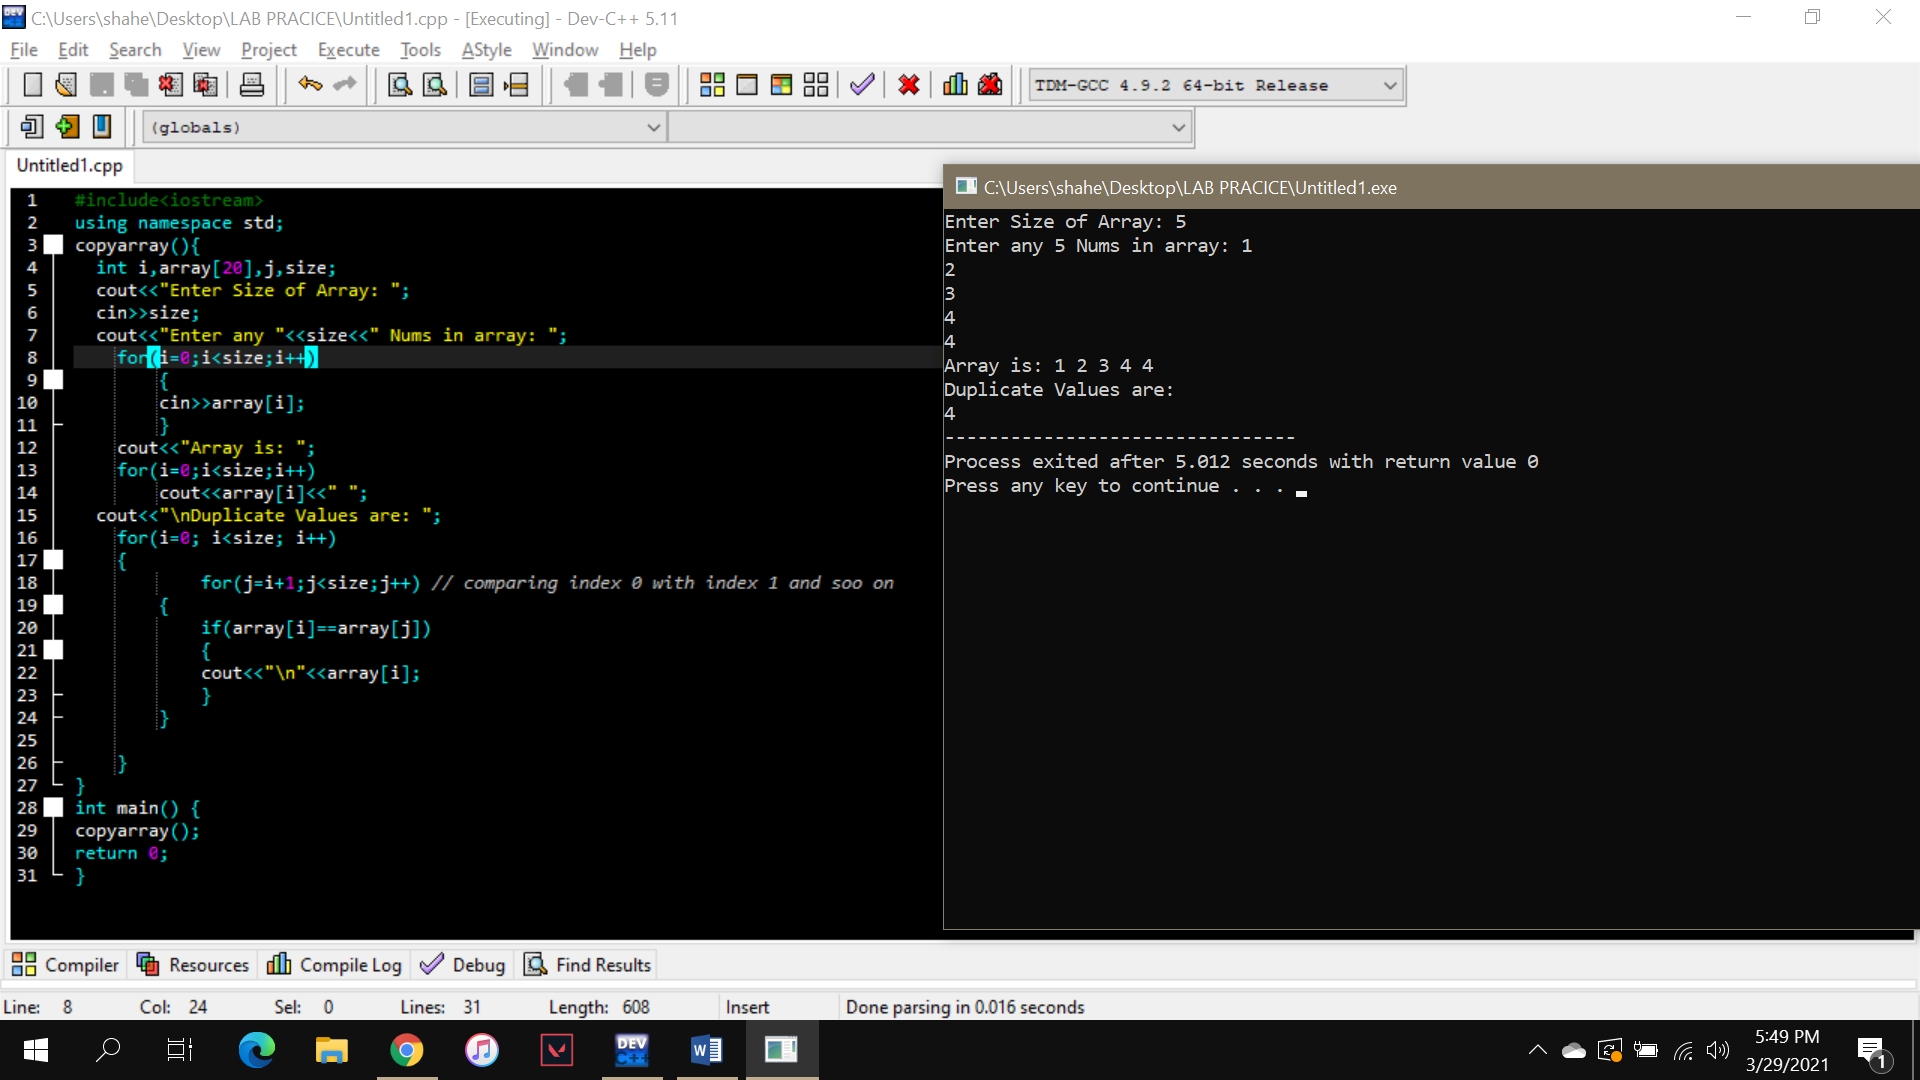 C:\Users\shahe\Desktop\LAB PRACICE\Untitled1.cpp - [Executing] - Dev-C++ 5.11
File Edit Search View Project Execute Tools AStyle Window Help
TDM-GCC 4.9.2 64-bit Release
(globals)
Untitled1.cpp
1 #include<iostream>
2 using namespace std;
3 copyarray(){
4 int i,array[20],j,size;
5 cout<<"Enter Size of Array: ";
6 cin>>size;
7 cout<<"Enter any "<<size<<" Nums in array: ";
8 for(i=0;i<size;i++)
9 {
10 cin>>array[i];
11 }
12 cout<<"Array is: ";
13 for(i=0;i<size;i++)
14 cout<<array[i]<<" ";
15 cout<<"\nDuplicate Values are: ";
16 for(i=0; i<size; i++)
17 {
18 for(j=i+1;j<size;j++) // comparing index 0 with index 1 and soo on
19 {
20 if(array[i]==array[j])
21 {
22 cout<<"\n"<<array[i];
23 }
24 }
25
26 }
27 }
28 int main() {
29 copyarray();
30 return 0;
31 }
C:\Users\shahe\Desktop\LAB PRACICE\Untitled1.exe
Enter Size of Array: 5
Enter any 5 Nums in array: 1
2
3
4
4
Array is: 1 2 3 4 4
Duplicate Values are:
4
--------------------------------
Process exited after 5.012 seconds with return value 0
Press any key to continue . . .
Compiler Resources Compile Log Debug Find Results
Line: 8 Col: 24 Sel: 0 Lines: 31 Length: 608 Insert Done parsing in 0.016 seconds
DEV C++
W
5:49 PM
3/29/2021
1